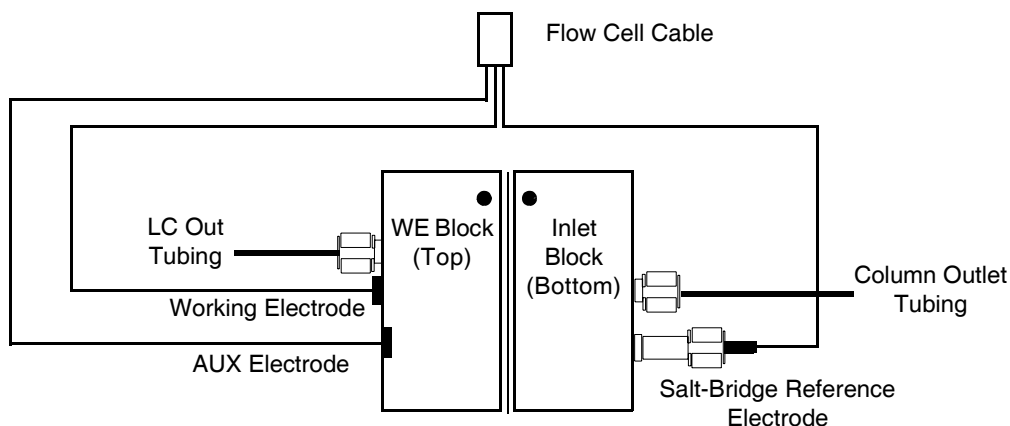 Flow Cell Cable
LC Out
Tubing
WE Block
(Top)
Inlet
Block
(Bottom)
Column Outlet
Tubing
Working Electrode
AUX Electrode
Salt-Bridge Reference
Electrode